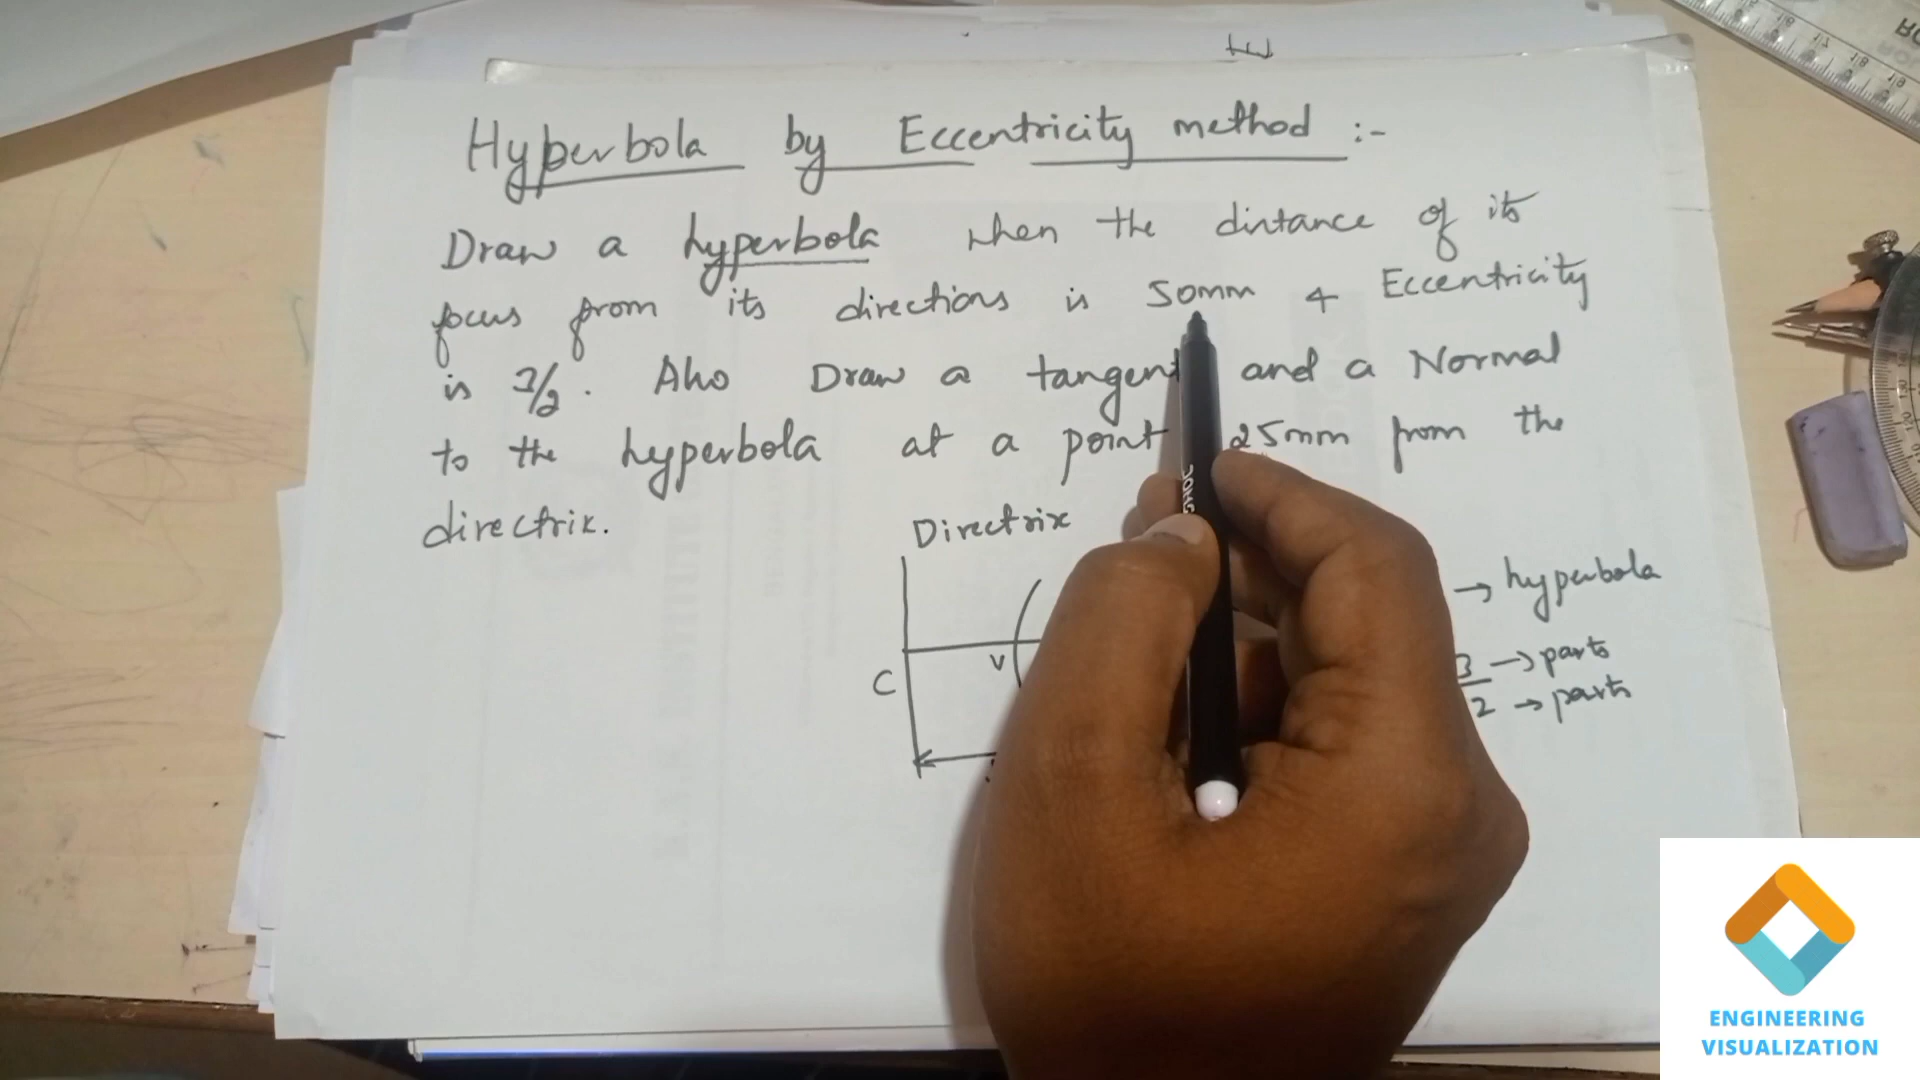 Hyperbola by Eccentricity method :-
Draw a hyperbola when the distance of its
focus from its directions is 50mm & Eccentricity
is 3/2. Also Draw a tangent and a Normal
to the hyperbola at a point 25mm from the
directrix.
Directrix
→ hyperbola
V
C
3 → parts
2 → parts
ENGINEERING
VISUALIZATION